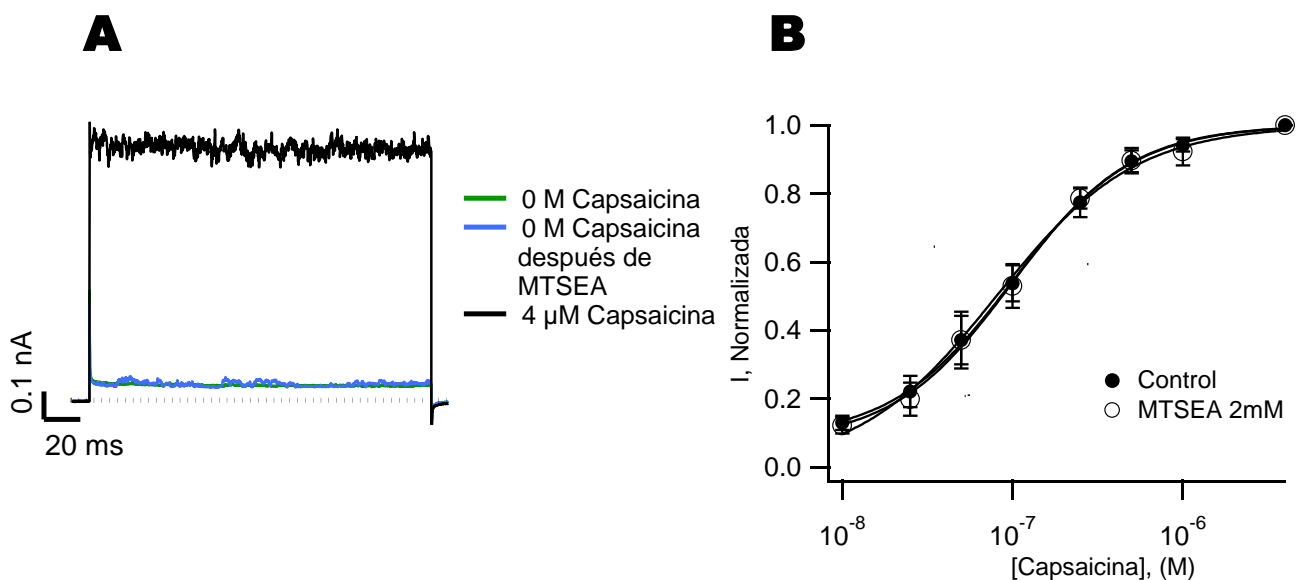 A
0 M Capsaicina
0 M Capsaicina
después de
MTSEA
4 µM Capsaicina
0.1 nA
20 ms
B
I, Normalizada
1.0
0.8
0.6
0.4
0.2
0.0
Control
MTSEA 2mM
10-8
10-7
10-6
[Capsaicina], (M)